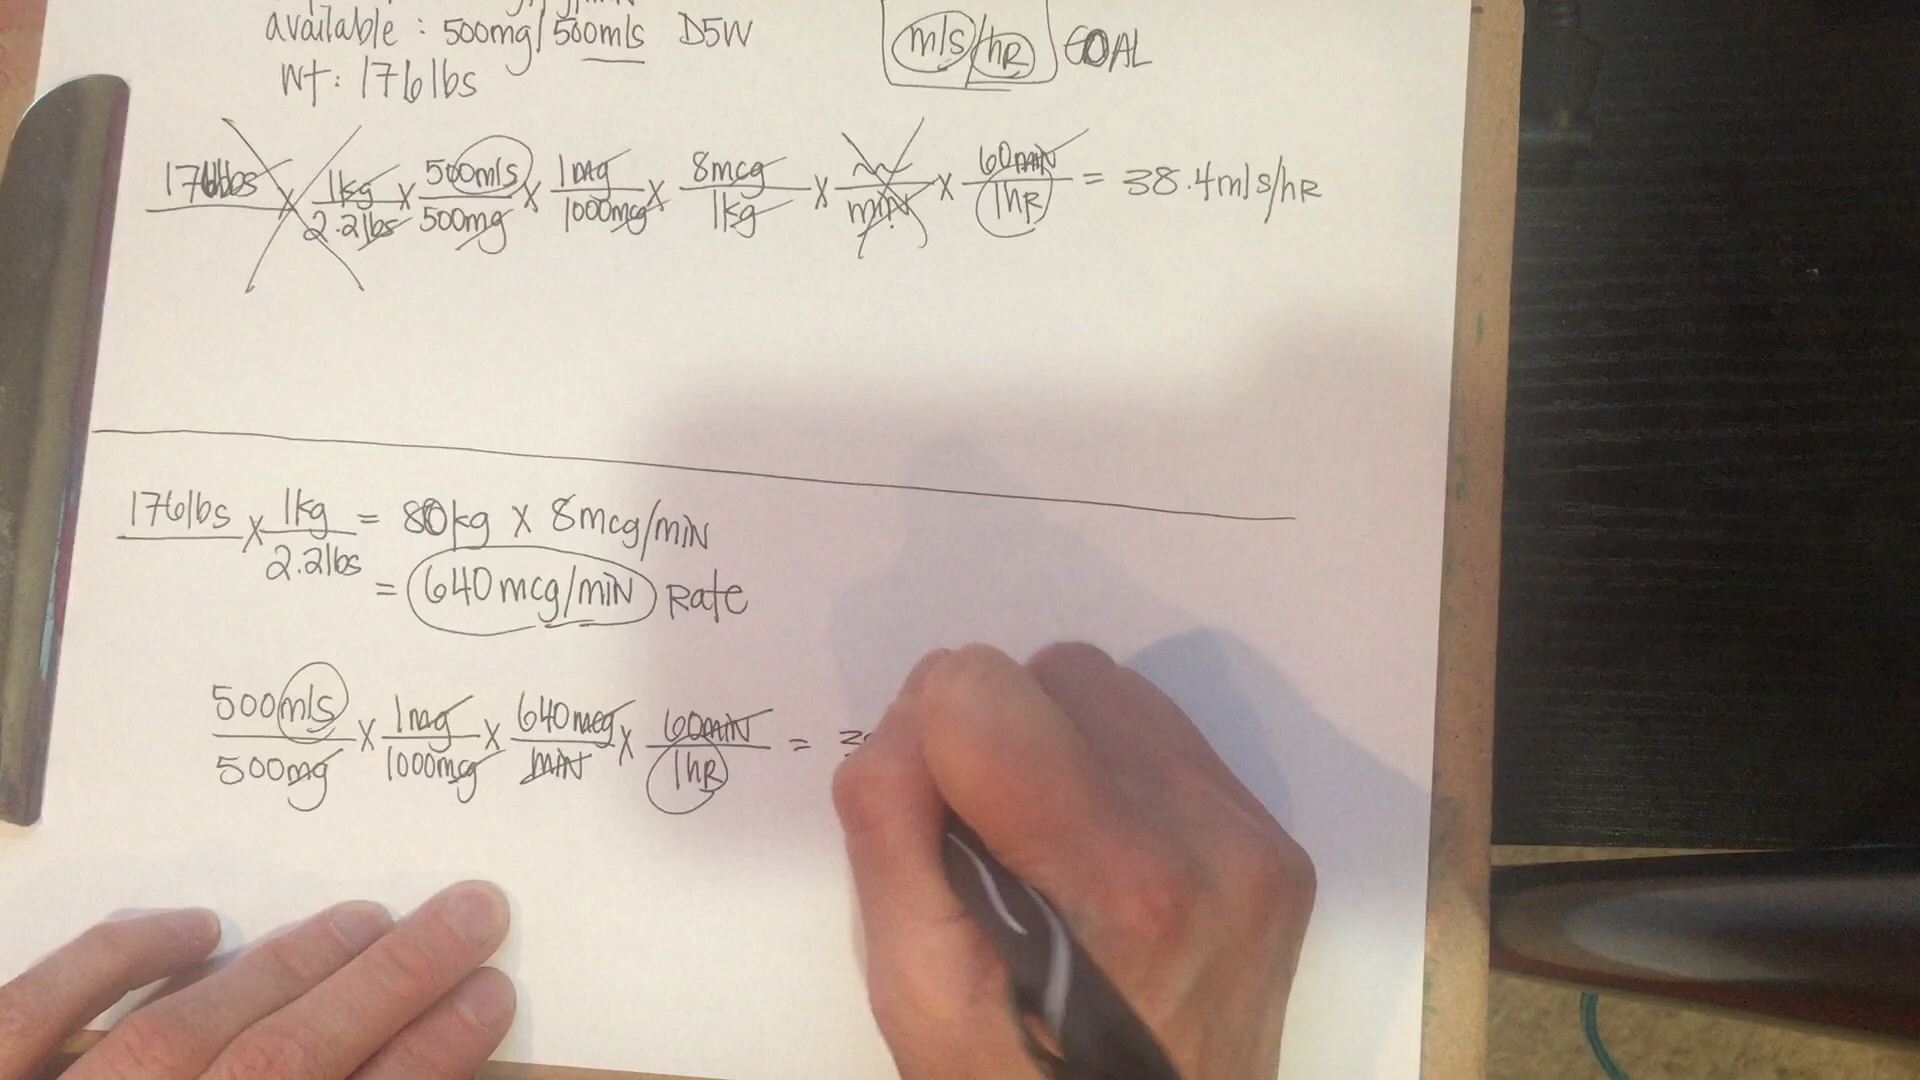 available : 500mg/500mls D5W
mls/hR GOAL
Wt: 176lbs
176lbs x 1kg/2.2lbs x 500mls/500mg x 1mg/1000mcg x 8mcg/1kg x /min x 60min/1hR = 38.4mls/hR
176lbs x 1kg/2.2lbs = 80kg x 8mcg/miN
= 640mcg/miN Rate
500mls/500mg x 1mg/1000mcg x 640mcg/miN x 60miN/1hR =